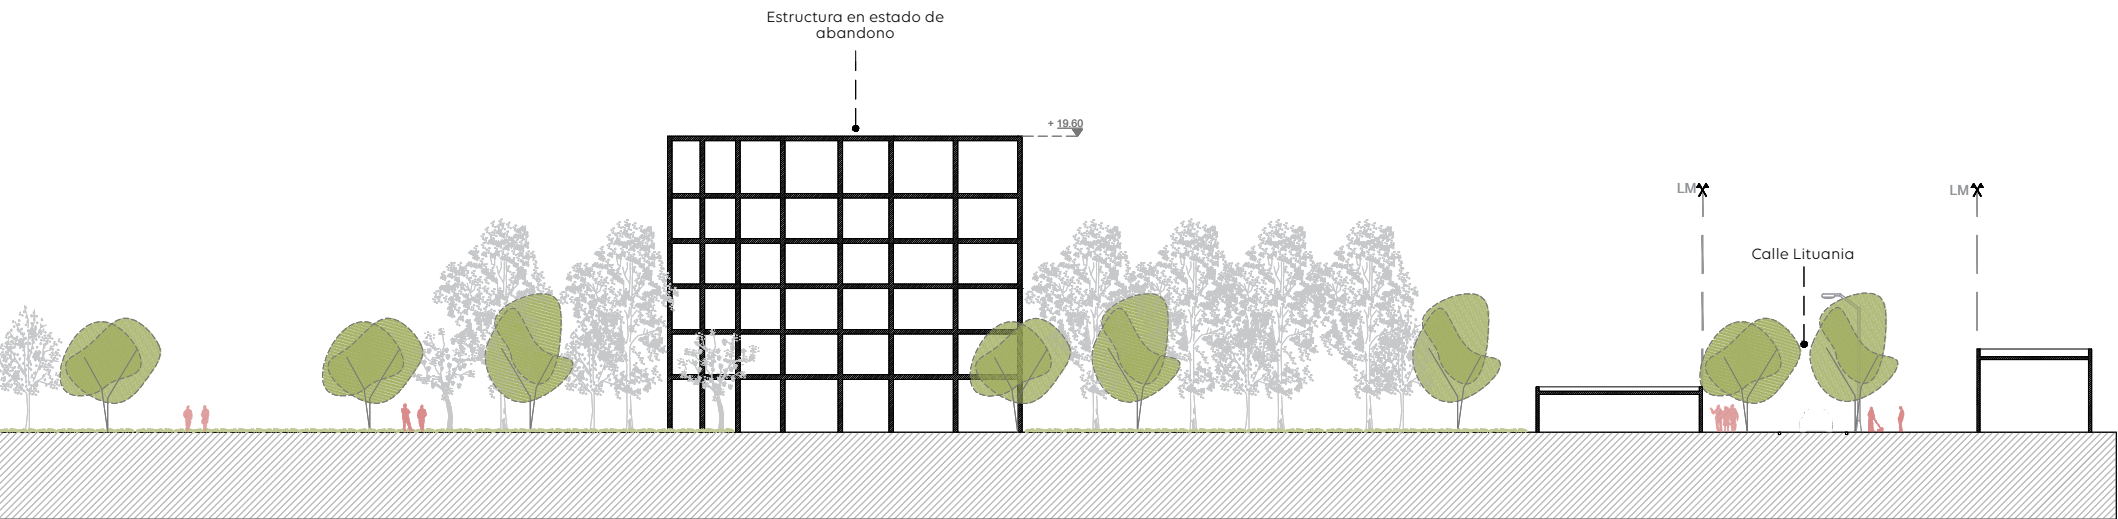 Estructura en estado de
abandono
+ 19.60
LM
LM
Calle Lituania